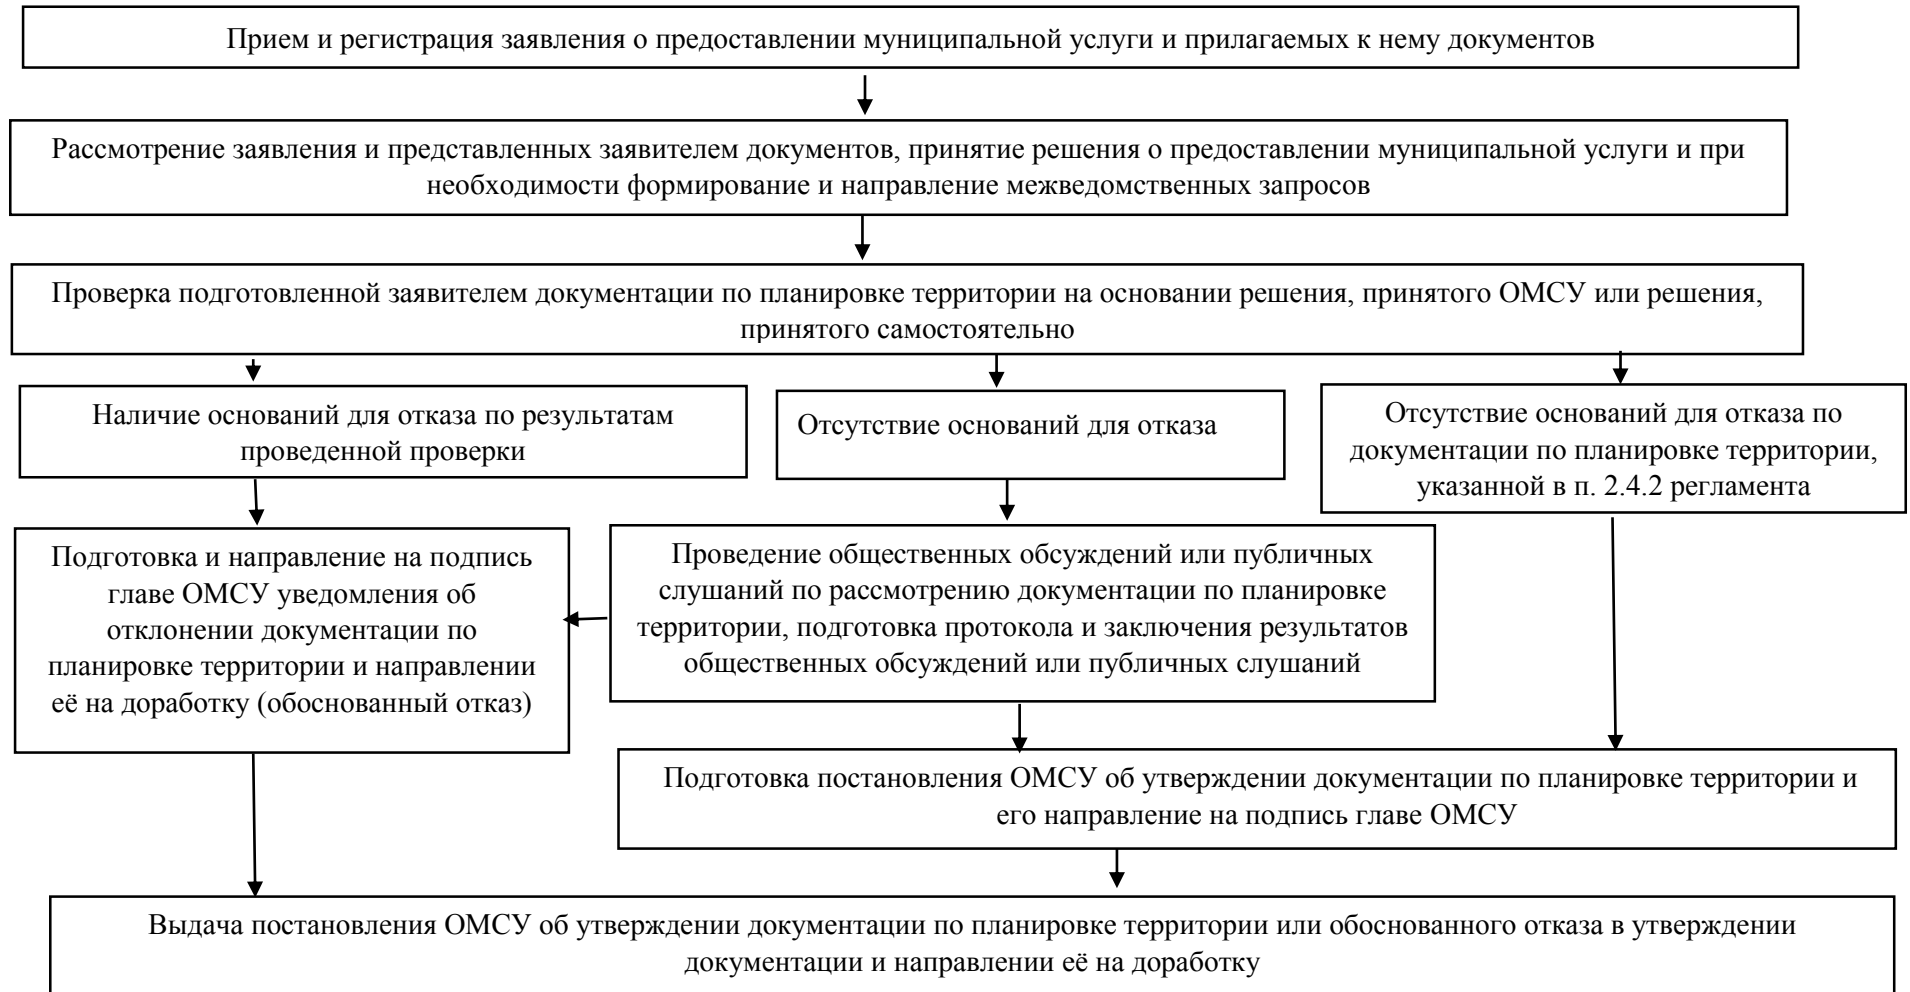 Прием и регистрация заявления о предоставлении муниципальной услуги и прилагаемых к нему документов
Рассмотрение заявления и представленных заявителем документов, принятие решения о предоставлении муниципальной услуги и при
необходимости формирование и направление межведомственных запросов
Проверка подготовленной заявителем документации по планировке территории на основании решения, принятого ОМСУ или решения,
принятого самостоятельно
Наличие оснований для отказа по результатам
проведенной проверки
Отсутствие оснований для отказа
Отсутствие оснований для отказа по
документации по планировке территории,
указанной в п. 2.4.2 регламента
Подготовка и направление на подпись
главе ОМСУ уведомления об
отклонении документации по
планировке территории и направлении
её на доработку (обоснованный отказ)
Проведение общественных обсуждений или публичных
слушаний по рассмотрению документации по планировке
территории, подготовка протокола и заключения результатов
общественных обсуждений или публичных слушаний
Подготовка постановления ОМСУ об утверждении документации по планировке территории и
его направление на подпись главе ОМСУ
Выдача постановления ОМСУ об утверждении документации по планировке территории или обоснованного отказа в утверждении
документации и направлении её на доработку